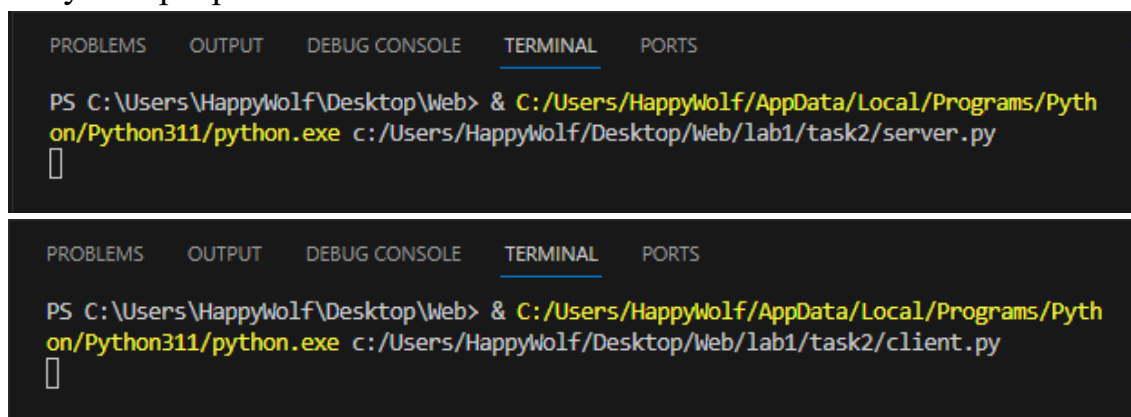 PROBLEMS OUTPUT DEBUG CONSOLE TERMINAL PORTS
PS C:\Users\HappyWolf\Desktop\Web> & C:/Users/HappyWolf/AppData/Local/Programs/Pyth
on/Python311/python.exe c:/Users/HappyWolf/Desktop/Web/lab1/task2/server.py
PROBLEMS OUTPUT DEBUG CONSOLE TERMINAL PORTS
PS C:\Users\HappyWolf\Desktop\Web> & C:/Users/HappyWolf/AppData/Local/Programs/Pyth
on/Python311/python.exe c:/Users/HappyWolf/Desktop/Web/lab1/task2/client.py